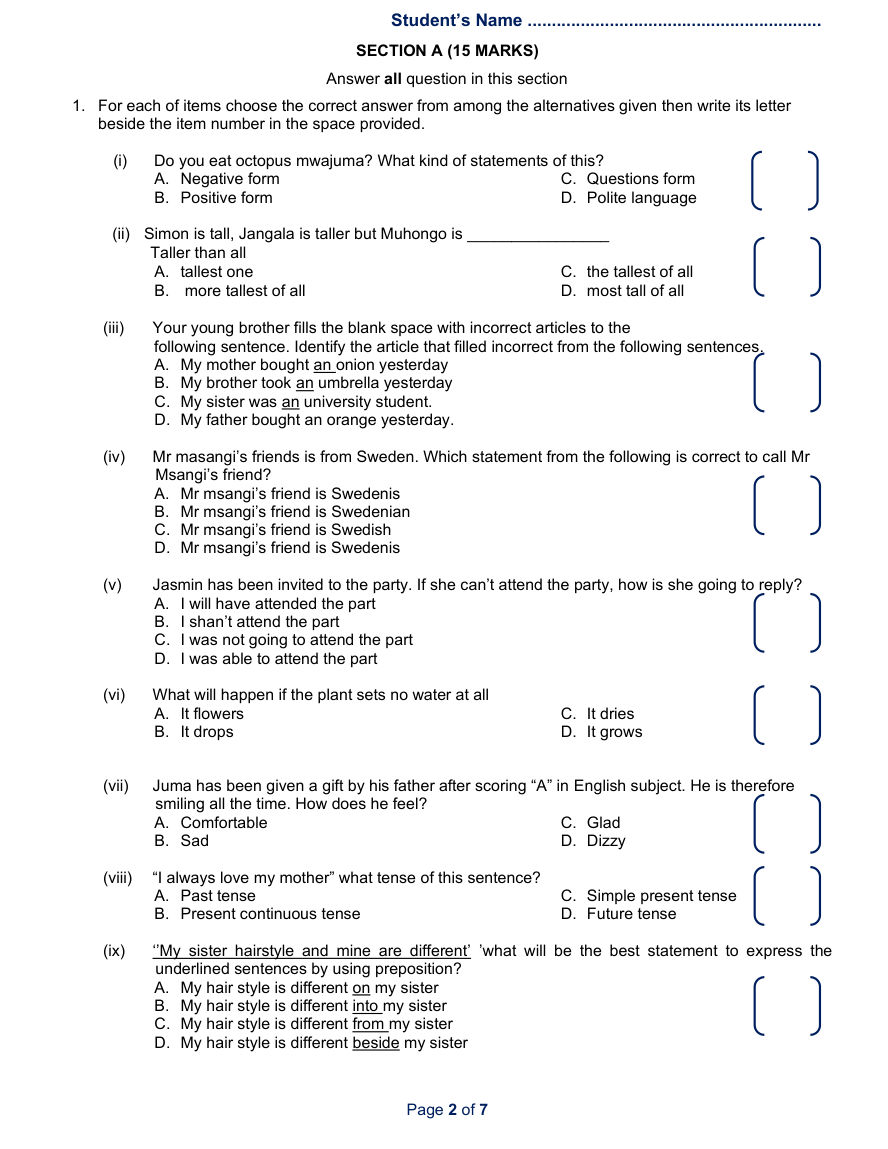 Student's Name .............................................................
SECTION A (15 MARKS)
Answer all question in this section
1. For each of items choose the correct answer from among the alternatives given then write its letter
beside the item number in the space provided.
(i) Do you eat octopus mwajuma? What kind of statements of this?
A. Negative form C. Questions form
B. Positive form D. Polite language
(ii) Simon is tall, Jangala is taller but Muhongo is ________________
Taller than all
A. tallest one C. the tallest of all
B. more tallest of all D. most tall of all
(iii) Your young brother fills the blank space with incorrect articles to the
following sentence. Identify the article that filled incorrect from the following sentences.
A. My mother bought an onion yesterday
B. My brother took an umbrella yesterday
C. My sister was an university student.
D. My father bought an orange yesterday.
(iv) Mr masangi's friends is from Sweden. Which statement from the following is correct to call Mr
Msangi's friend?
A. Mr msangi's friend is Swedenis
B. Mr msangi's friend is Swedenian
C. Mr msangi's friend is Swedish
D. Mr msangi's friend is Swedenis
(v) Jasmin has been invited to the party. If she can't attend the party, how is she going to reply?
A. I will have attended the part
B. I shan't attend the part
C. I was not going to attend the part
D. I was able to attend the part
(vi) What will happen if the plant sets no water at all
A. It flowers C. It dries
B. It drops D. It grows
(vii) Juma has been given a gift by his father after scoring "A" in English subject. He is therefore
smiling all the time. How does he feel?
A. Comfortable C. Glad
B. Sad D. Dizzy
(viii) "I always love my mother" what tense of this sentence?
A. Past tense C. Simple present tense
B. Present continuous tense D. Future tense
(ix) ''My sister hairstyle and mine are different' 'what will be the best statement to express the
underlined sentences by using preposition?
A. My hair style is different on my sister
B. My hair style is different into my sister
C. My hair style is different from my sister
D. My hair style is different beside my sister
Page 2 of 7